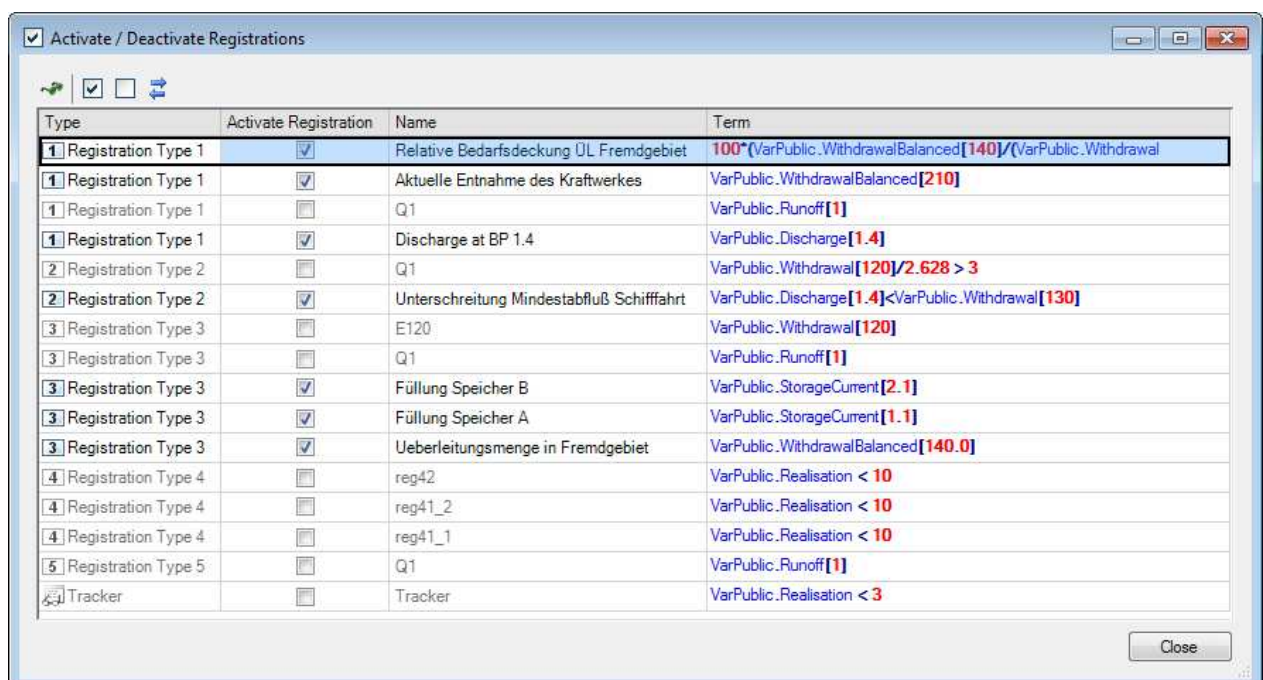 Activate / Deactivate Registrations
Type Activate Registration Name Term
1 Registration Type 1 Relative Bedarfsdeckung ÜL Fremdgebiet 100*(VarPublic.WithdrawalBalanced[140]/(VarPublic.Withdrawal
1 Registration Type 1 Aktuelle Entnahme des Kraftwerkes VarPublic.WithdrawalBalanced[210]
1 Registration Type 1 Q1 VarPublic.Runoff[1]
1 Registration Type 1 Discharge at BP 1.4 VarPublic.Discharge[1.4]
2 Registration Type 2 Q1 VarPublic.Withdrawal[120]/2.628 > 3
2 Registration Type 2 Unterschreitung Mindestabfluß Schifffahrt VarPublic.Discharge[1.4]<VarPublic.Withdrawal[130]
3 Registration Type 3 E120 VarPublic.Withdrawal[120]
3 Registration Type 3 Q1 VarPublic.Runoff[1]
3 Registration Type 3 Füllung Speicher B VarPublic.StorageCurrent[2.1]
3 Registration Type 3 Füllung Speicher A VarPublic.StorageCurrent[1.1]
3 Registration Type 3 Ueberleitungsmenge in Fremdgebiet VarPublic.WithdrawalBalanced[140.0]
4 Registration Type 4 reg42 VarPublic.Realisation < 10
4 Registration Type 4 reg41_2 VarPublic.Realisation < 10
4 Registration Type 4 reg41_1 VarPublic.Realisation < 10
5 Registration Type 5 Q1 VarPublic.Runoff[1]
Tracker Tracker VarPublic.Realisation < 3
Close